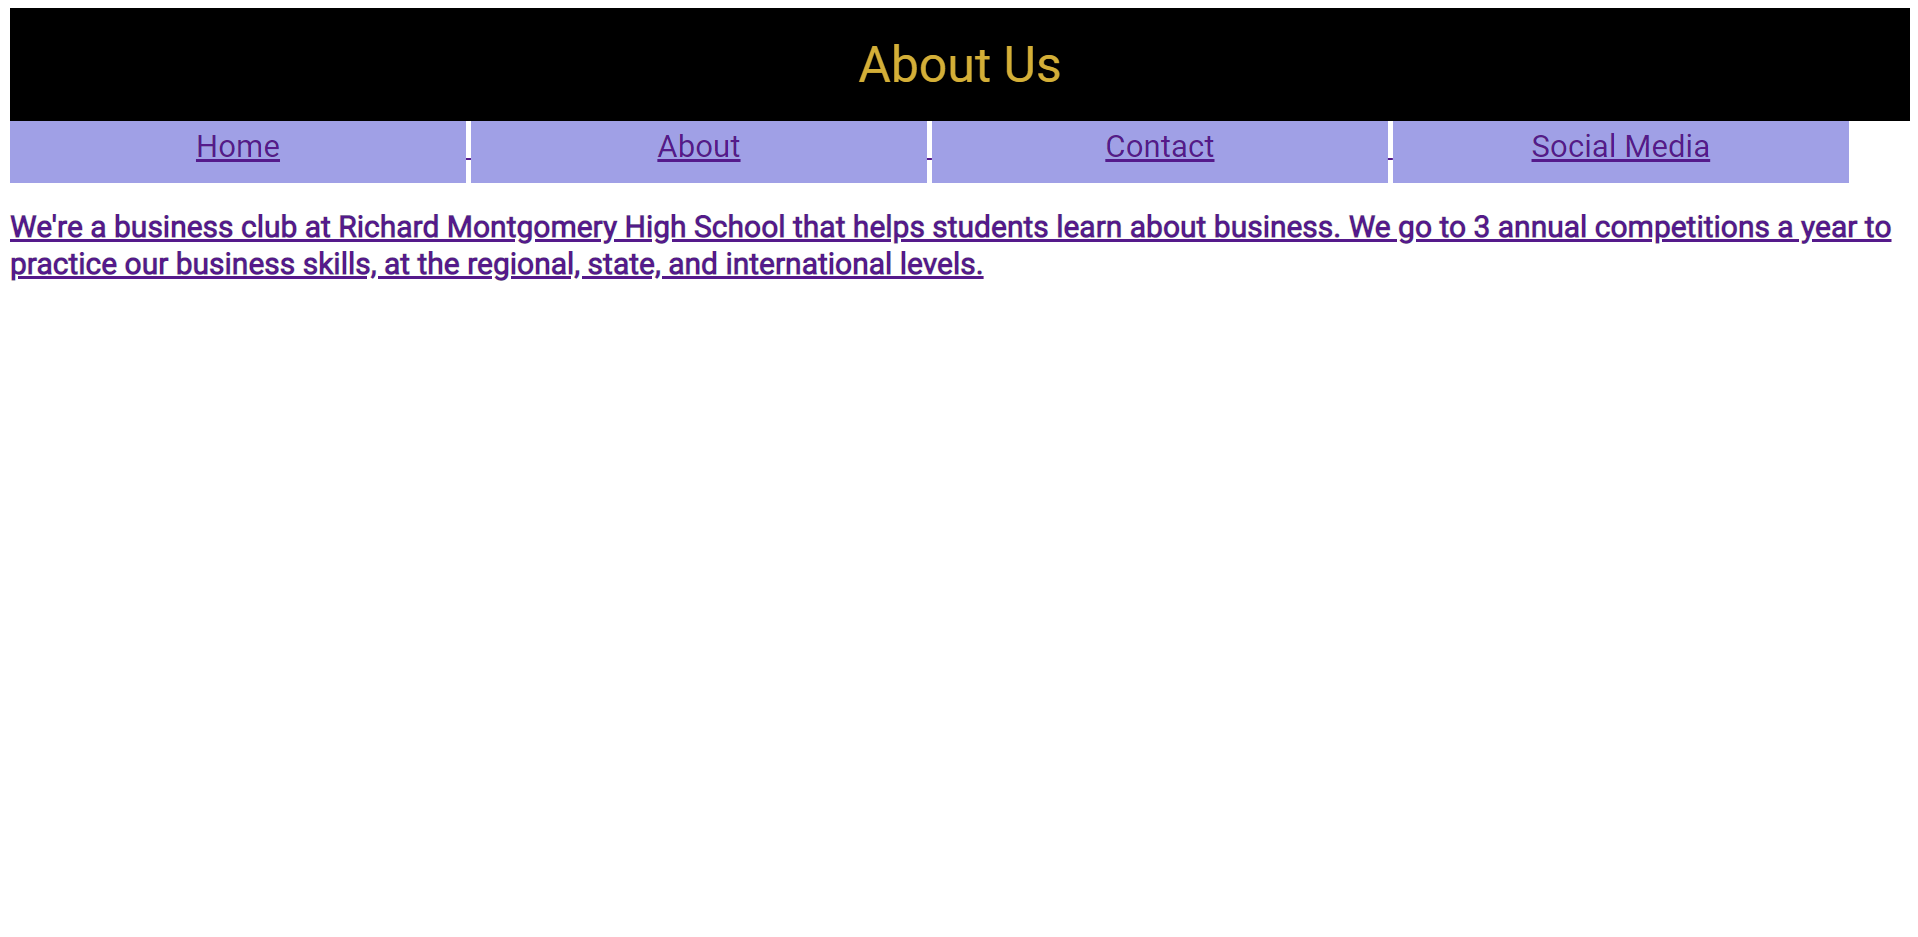 About Us
Home About Contact Social Media
We're a business club at Richard Montgomery High School that helps students learn about business. We go to 3 annual competitions a year to
practice our business skills, at the regional, state, and international levels.